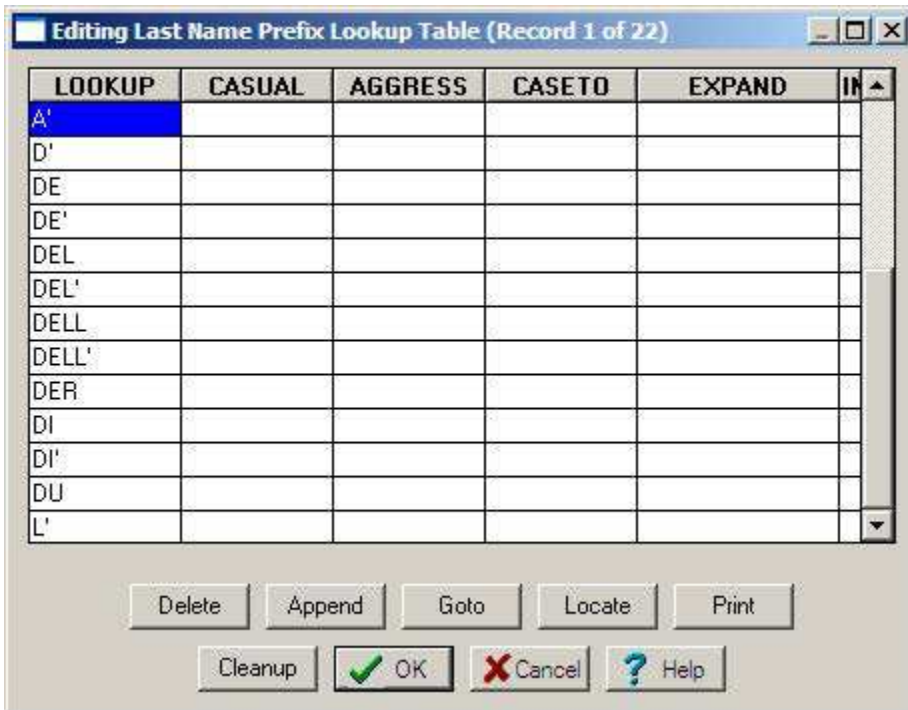 Editing Last Name Prefix Lookup Table (Record 1 of 22)
LOOKUP CASUAL AGGRESS CASETO EXPAND IN
A'
D'
DE
DE'
DEL
DEL'
DELL
DELL'
DER
DI
DI'
DU
L'
Delete Append Goto Locate Print
Cleanup OK Cancel ? Help